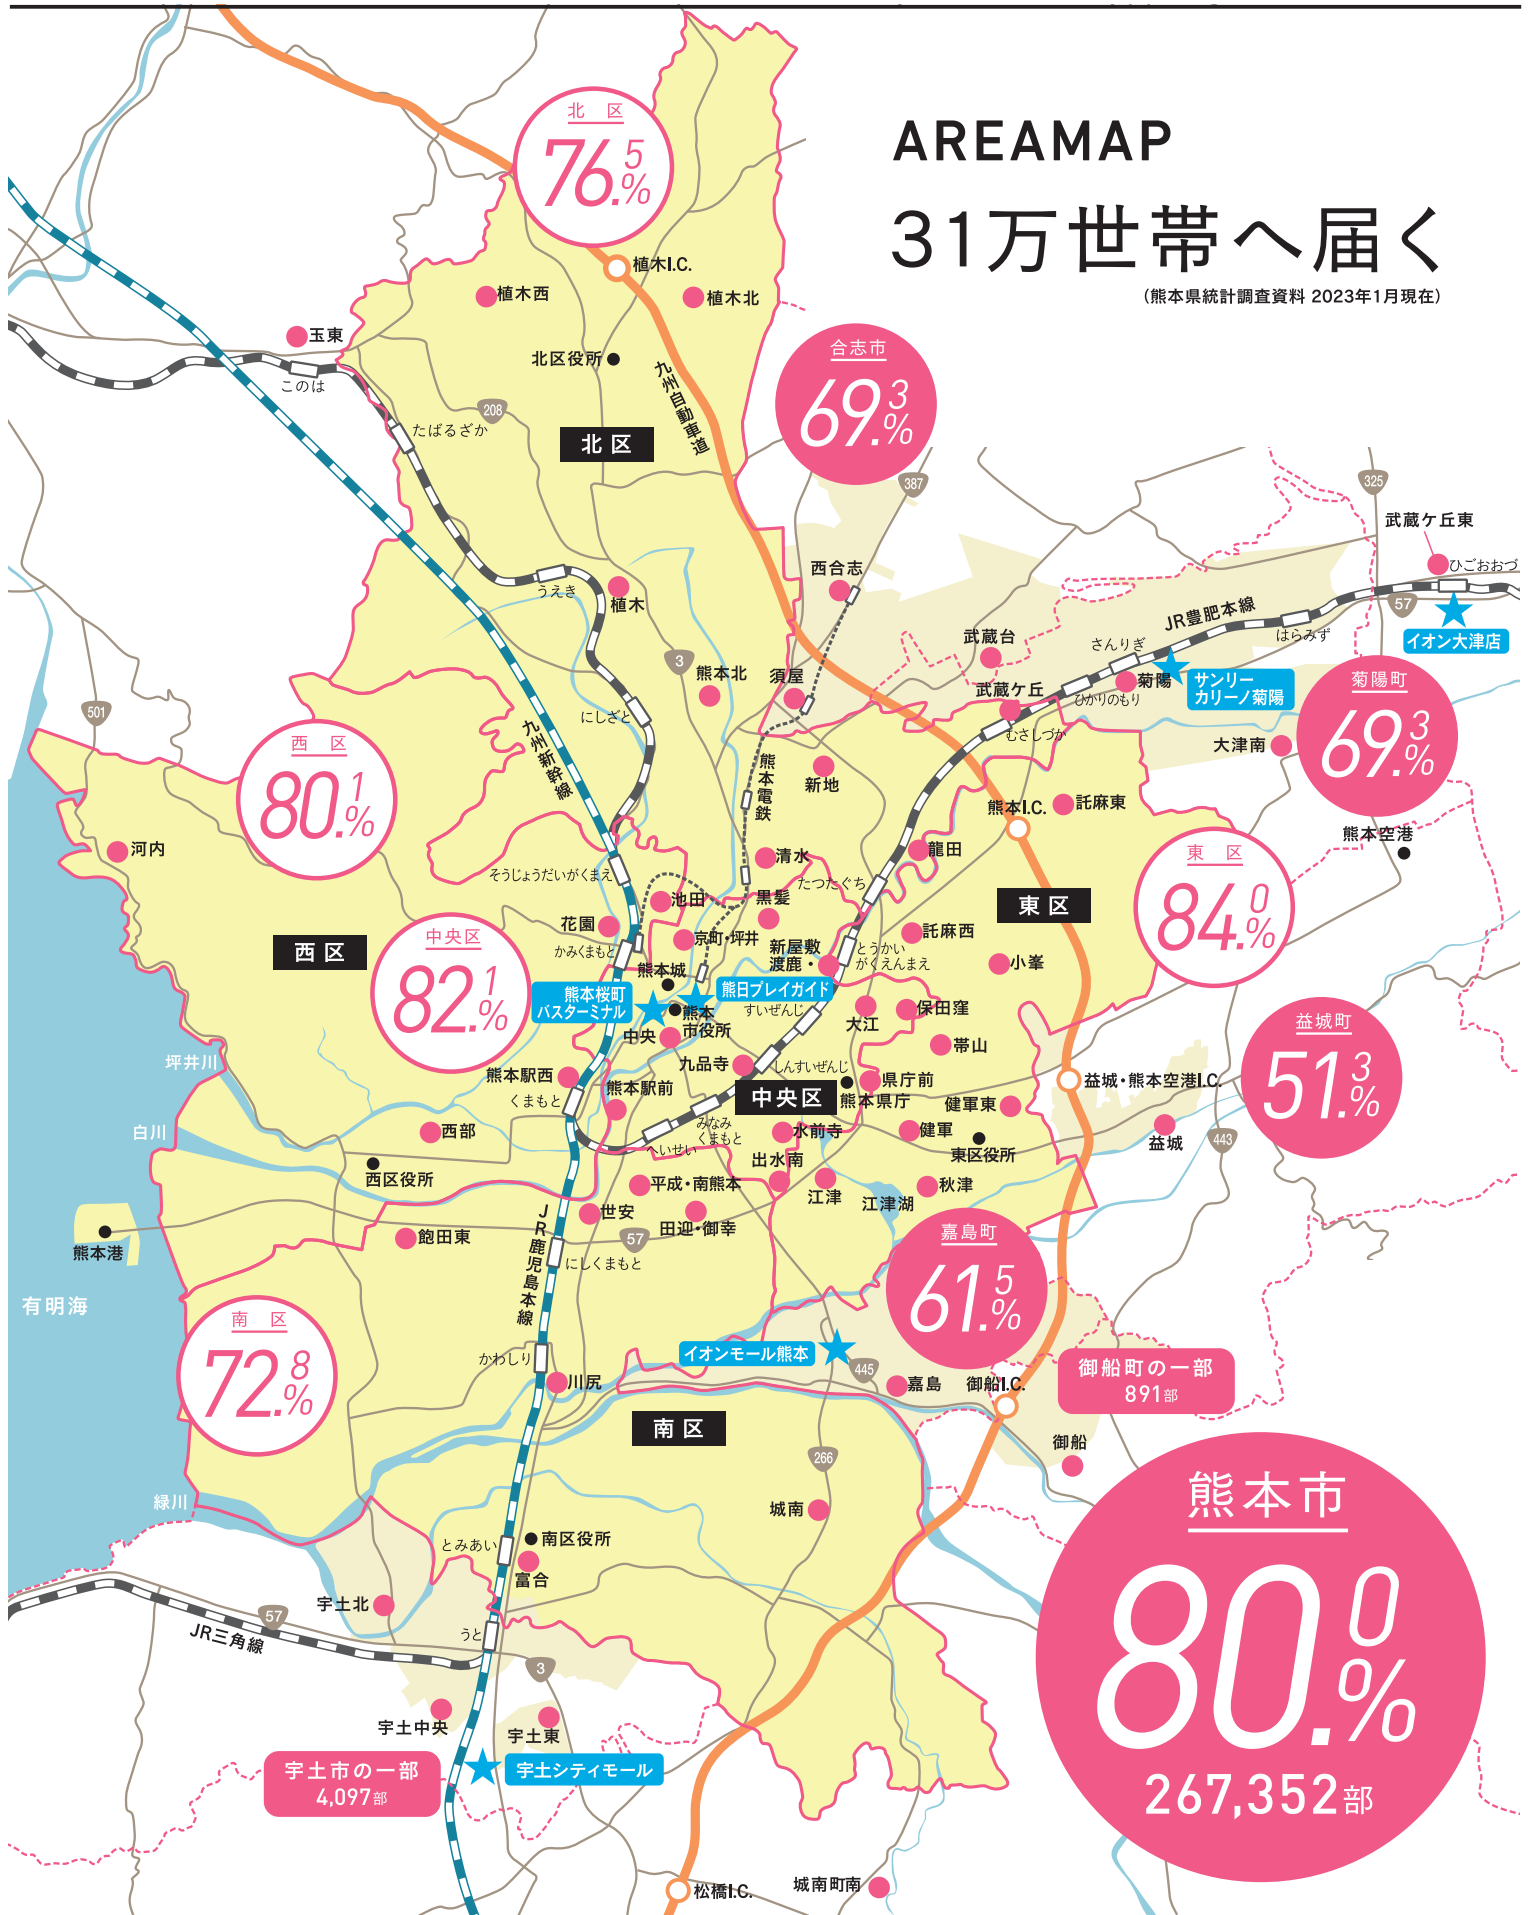 AREAMAP
31万世帯へ届く
(熊本県統計調査資料 2023年1月現在)
北 区
76.5%
植木I.C.
植木西
植木北
玉東
このは
北区役所
九州自動車道
合志市
69.3%
208
たばるざか
北区
387
325
武蔵ケ丘東
ひごおおづ
西合志
57
うえき
植木
JR豊肥本線
はらみず
イオン大津店
武蔵台
さんりぎ
3
熊本北
須屋
武蔵ケ丘
ひかりのもり
菊陽
サンリー
カリーノ菊陽
菊陽町
69.3%
501
にしざと
むさしづか
大津南
西 区
80.1%
九州新幹線
熊本電鉄
新地
熊本I.C.
託麻東
熊本空港
河内
清水
龍田
東 区
84.0%
そうじょうだいがくまえ
たつたぐち
池田
黒髪
東区
花園
託麻西
中央区
82.1%
西区
かみくまもと
京町・坪井
新屋敷
渡鹿・
とうかい
がくえんまえ
小峯
熊本城
熊本桜町
バスターミナル
熊日プレイガイド
熊本
市役所
すいぜんじ
大江
保田窪
益城町
51.3%
中央
帯山
坪井川
九品寺
しんすいぜんじ
熊本駅西
熊本駅前
県庁前
益城・熊本空港I.C.
くまもと
中央区
熊本県庁
健軍東
白川
西部
みなみ
くまもと
水前寺
健軍
益城
443
へいせい
東区役所
西区役所
出水南
平成・南熊本
江津
江津湖
秋津
世安
田迎・御幸
飽田東
57
嘉島町
61.5%
熊本港
JR鹿児島本線
にしくまもと
有明海
南 区
72.8%
イオンモール熊本
かわしり
445
御船町の一部
891部
川尻
嘉島
御船I.C.
南区
御船
266
熊本市
80.0%
267,352部
緑川
城南
とみあい
南区役所
富合
宇土北
57
JR三角線
うと
3
宇土中央
宇土東
宇土市の一部
4,097部
宇土シティモール
松橋I.C.
城南町南